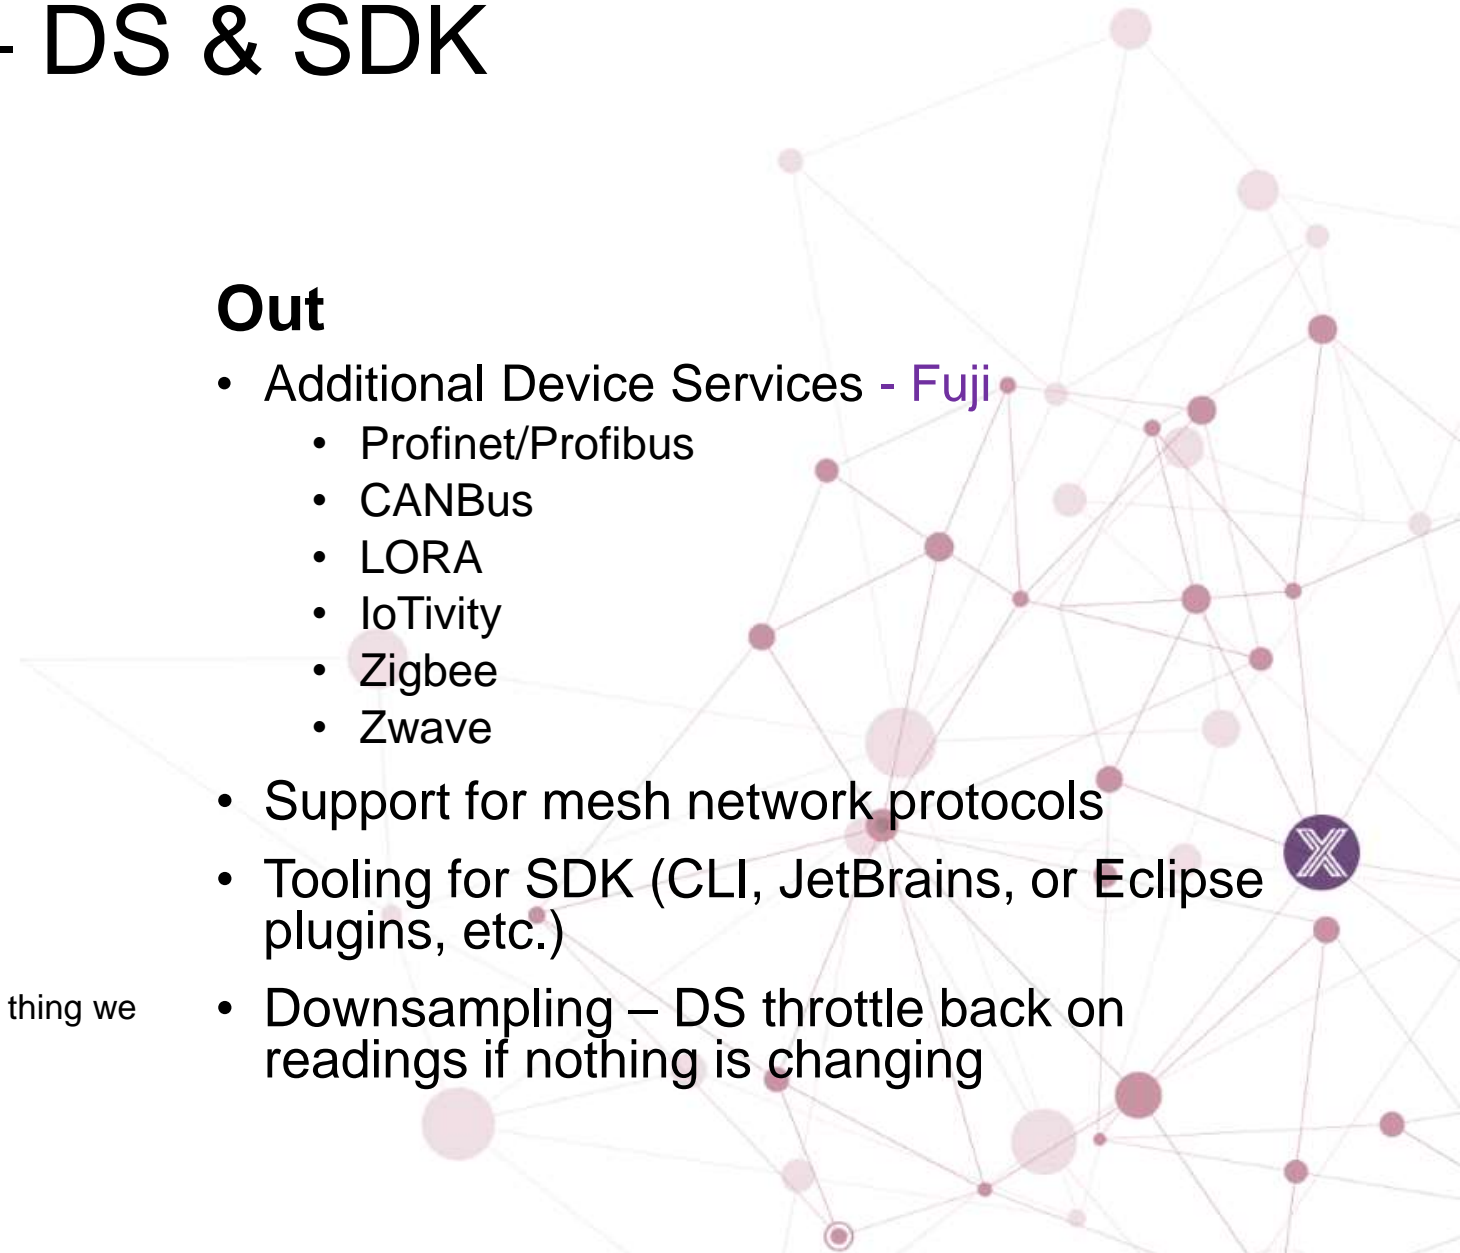 - DS & SDK
Out
• Additional Device Services - Fuji
• Profinet/Profibus
• CANBus
• LORA
• IoTivity
• Zigbee
• Zwave
• Support for mesh network protocols
• Tooling for SDK (CLI, JetBrains, or Eclipse
plugins, etc.)
thing we
• Downsampling – DS throttle back on
readings if nothing is changing